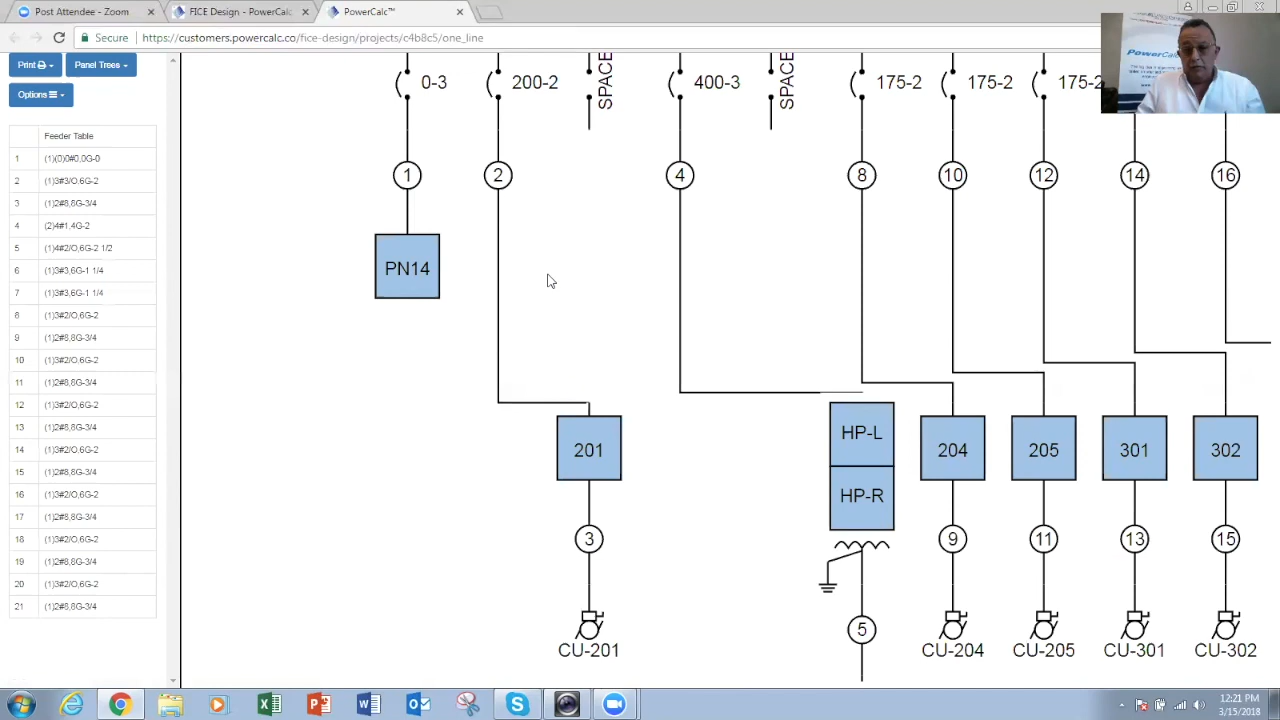 Post Attendee - Zoom
FICE Design - PowerCalc
PowerCalc™
Secure
https://customers.powercalc.co/fice-design/projects/c4b8c5/one_line
Print
Panel Trees
Options
Feeder Table
1 (1)(0)0#0,0G-0
2 (1)3#3/O,6G-2
3 (1)2#8,8G-3/4
4 (2)4#1,4G-2
5 (1)4#2/O,6G-2 1/2
6 (1)3#3,6G-1 1/4
7 (1)3#3,6G-1 1/4
8 (1)3#2/O,6G-2
9 (1)2#8,8G-3/4
10 (1)3#2/O,6G-2
11 (1)2#8,8G-3/4
12 (1)3#2/O,6G-2
13 (1)2#8,8G-3/4
14 (1)3#2/O,6G-2
15 (1)2#8,8G-3/4
16 (1)3#2/O,6G-2
17 (1)2#8,8G-3/4
18 (1)3#2/O,6G-2
19 (1)2#8,8G-3/4
20 (1)3#2/O,6G-2
21 (1)2#8,8G-3/4
0-3
200-2
SPACE
400-3
SPACE
175-2
175-2
175-2
1
2
4
8
10
12
14
16
PN14
201
HP-L
HP-R
204
205
301
302
3
9
11
13
15
5
CU-201
CU-204
CU-205
CU-301
CU-302
PowerCalc
12:21 PM
3/15/2018